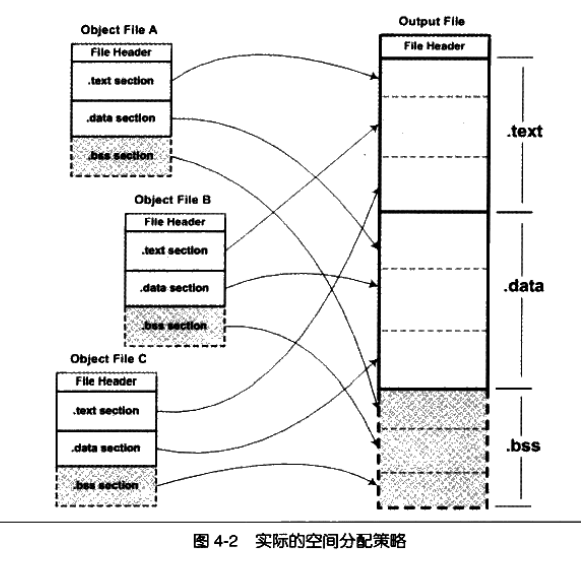 Object File A
File Header
.text section
.data section
.bss section
Object File B
File Header
.text section
.data section
.bss section
Object File C
File Header
.text section
.data section
.bss section
Output File
File Header
.text
.data
.bss
图 4-2 实际的空间分配策略